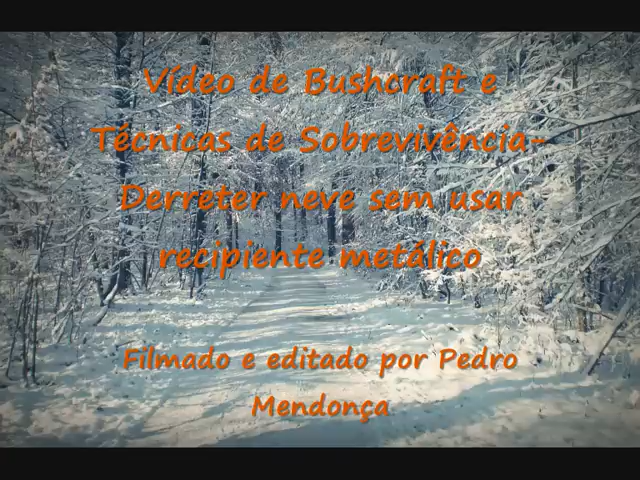 Vídeo de Bushcraft e
Técnicas de Sobrevivência-
Derreter neve sem usar
recipiente metálico
Filmado e editado por Pedro
Mendonça